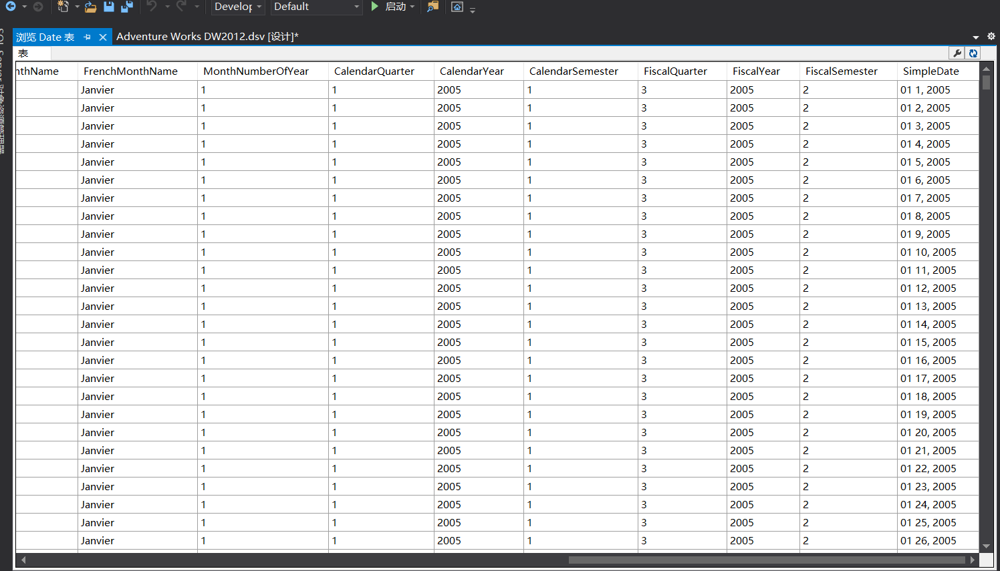 Develop Default 启动
浏览 Date 表 Adventure Works DW2012.dsv [设计]*
表
nthName FrenchMonthName MonthNumberOfYear CalendarQuarter CalendarYear CalendarSemester FiscalQuarter FiscalYear FiscalSemester SimpleDate
Janvier 1 1 2005 1 3 2005 2 01 1, 2005
Janvier 1 1 2005 1 3 2005 2 01 2, 2005
Janvier 1 1 2005 1 3 2005 2 01 3, 2005
Janvier 1 1 2005 1 3 2005 2 01 4, 2005
Janvier 1 1 2005 1 3 2005 2 01 5, 2005
Janvier 1 1 2005 1 3 2005 2 01 6, 2005
Janvier 1 1 2005 1 3 2005 2 01 7, 2005
Janvier 1 1 2005 1 3 2005 2 01 8, 2005
Janvier 1 1 2005 1 3 2005 2 01 9, 2005
Janvier 1 1 2005 1 3 2005 2 01 10, 2005
Janvier 1 1 2005 1 3 2005 2 01 11, 2005
Janvier 1 1 2005 1 3 2005 2 01 12, 2005
Janvier 1 1 2005 1 3 2005 2 01 13, 2005
Janvier 1 1 2005 1 3 2005 2 01 14, 2005
Janvier 1 1 2005 1 3 2005 2 01 15, 2005
Janvier 1 1 2005 1 3 2005 2 01 16, 2005
Janvier 1 1 2005 1 3 2005 2 01 17, 2005
Janvier 1 1 2005 1 3 2005 2 01 18, 2005
Janvier 1 1 2005 1 3 2005 2 01 19, 2005
Janvier 1 1 2005 1 3 2005 2 01 20, 2005
Janvier 1 1 2005 1 3 2005 2 01 21, 2005
Janvier 1 1 2005 1 3 2005 2 01 22, 2005
Janvier 1 1 2005 1 3 2005 2 01 23, 2005
Janvier 1 1 2005 1 3 2005 2 01 24, 2005
Janvier 1 1 2005 1 3 2005 2 01 25, 2005
Janvier 1 1 2005 1 3 2005 2 01 26, 2005